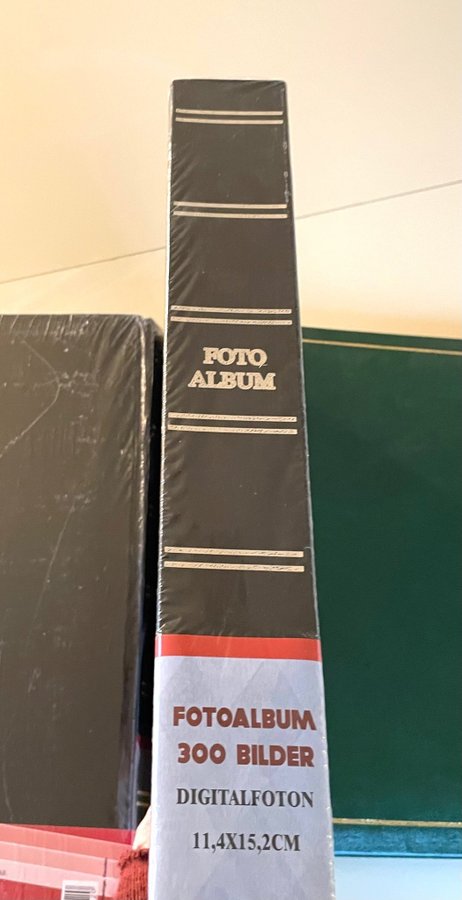 FOTO
ALBUM
FOTOALBUM
300 BILDER
DIGITALFOTON
11,4X15,2CM